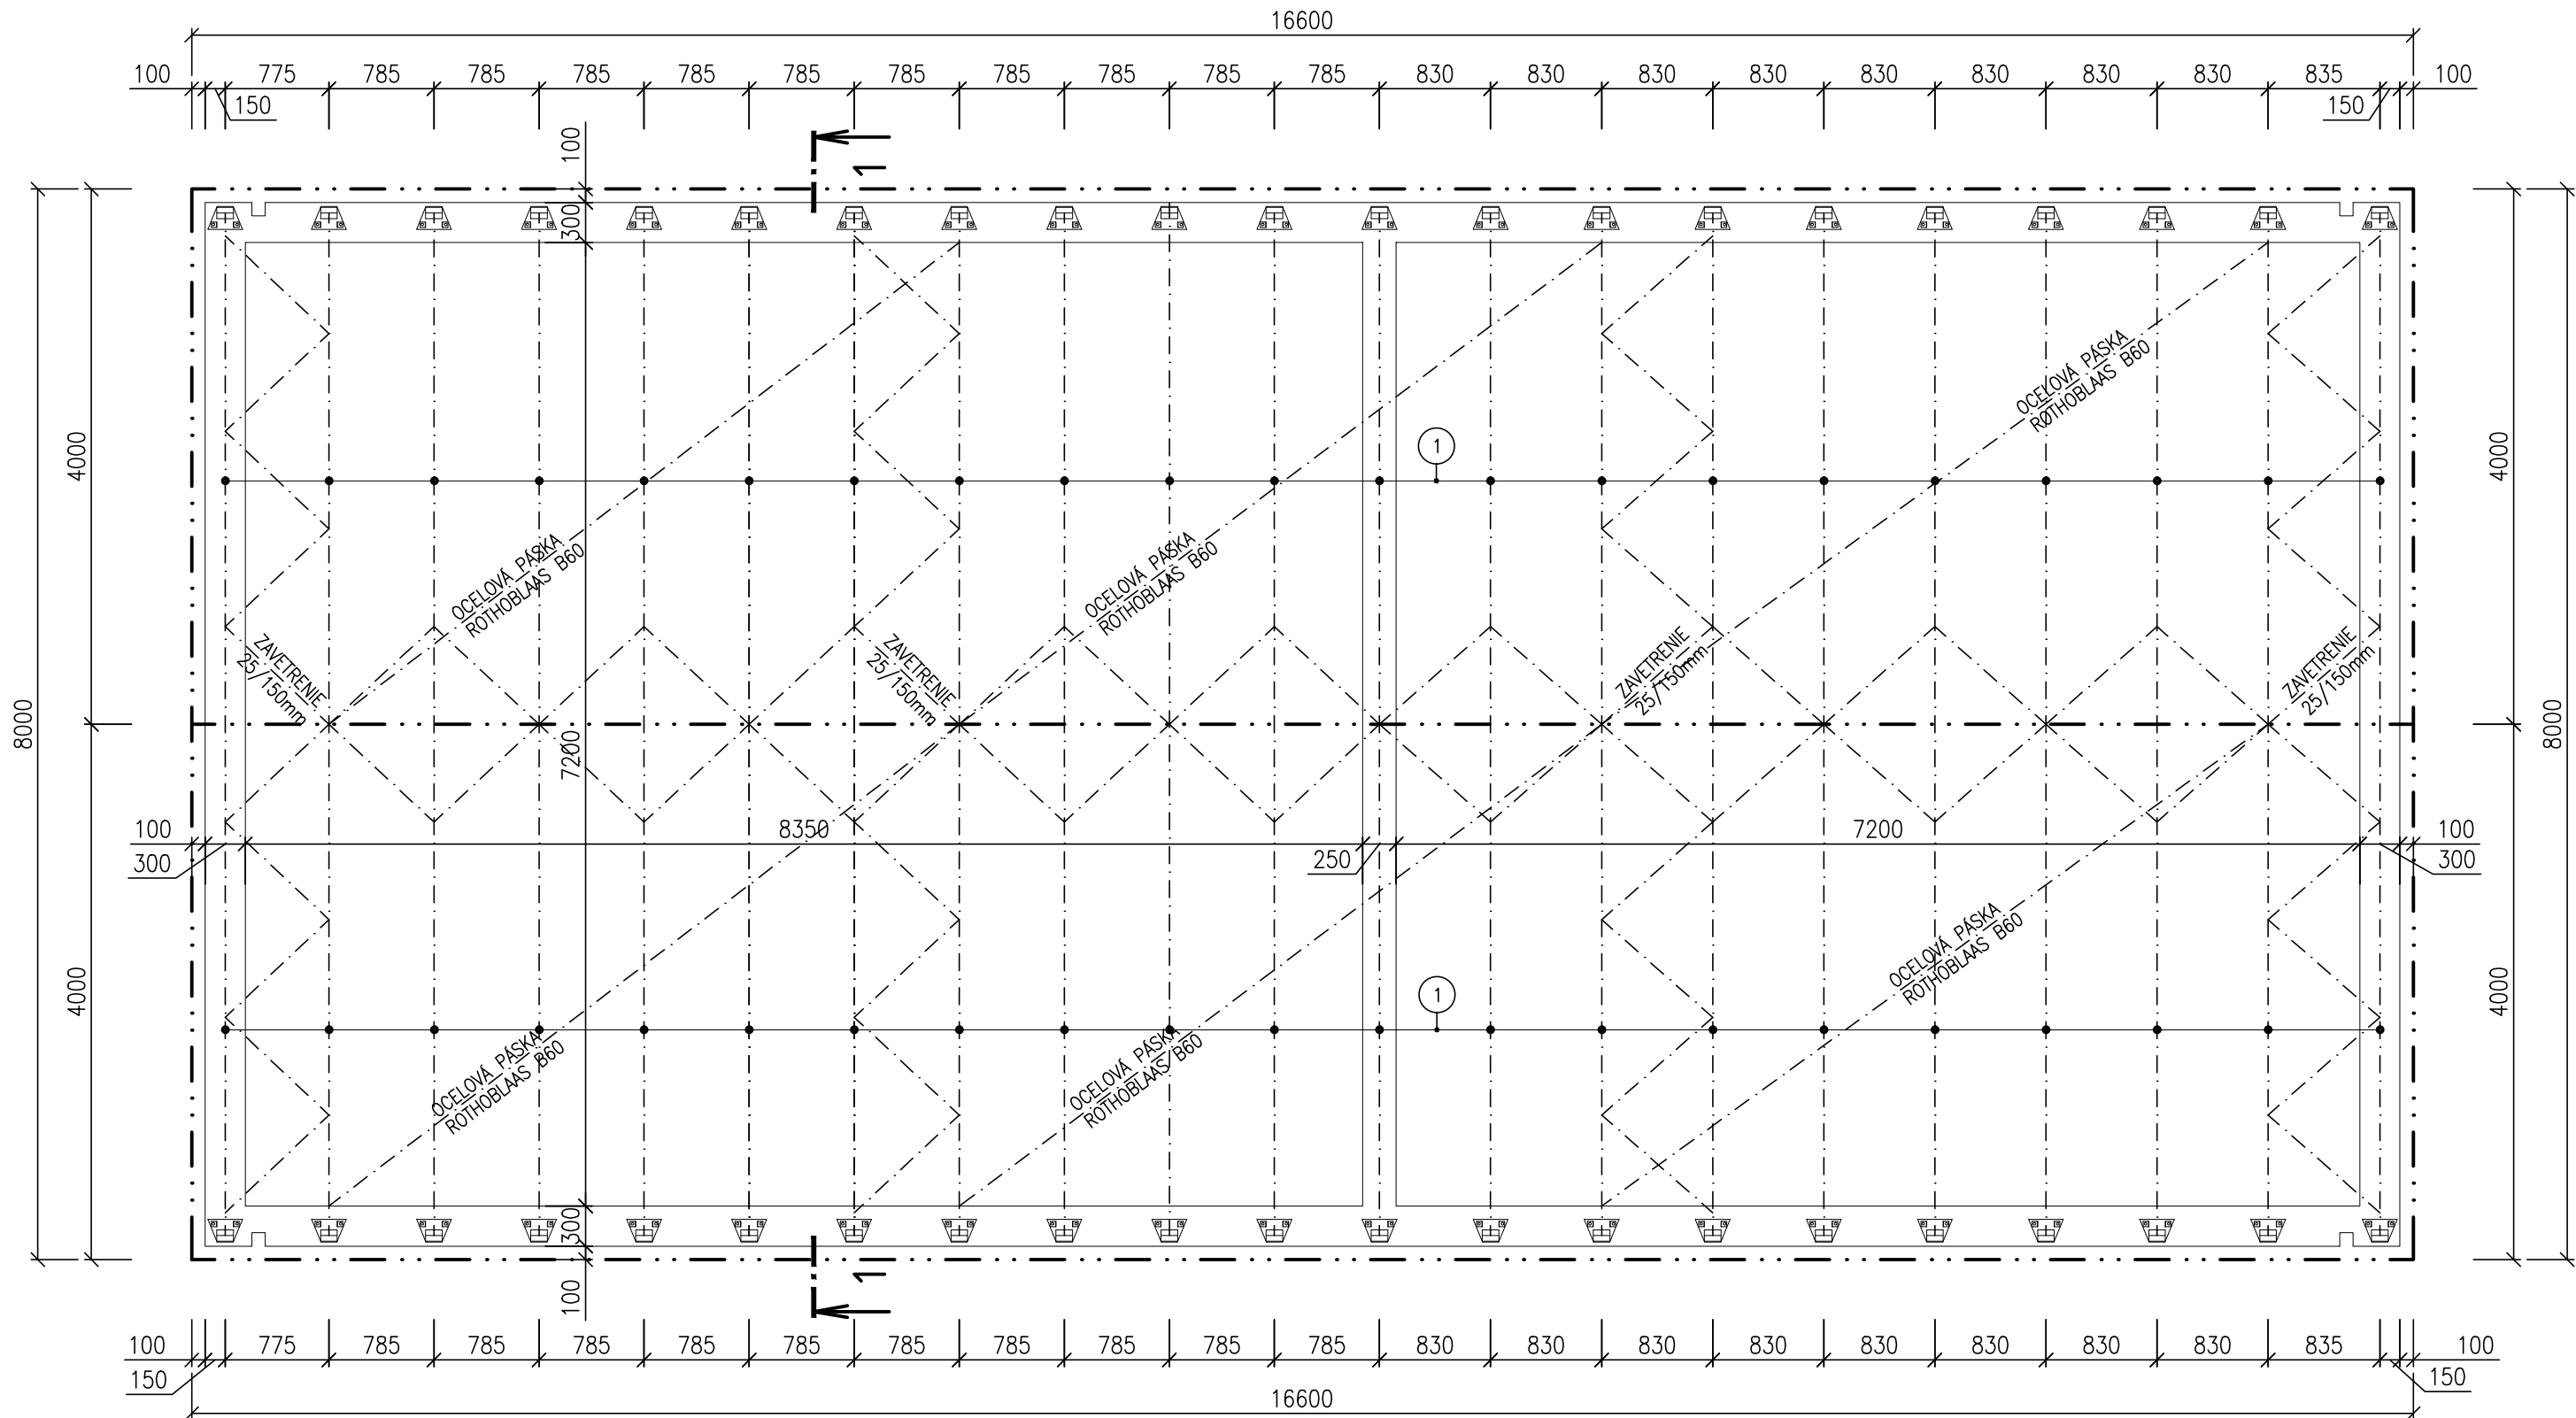 16600
100 775 785 785 785 785 785 785 785 785 785 785 830 830 830 830 830 830 830 830 835 100
150 150
100
1
300
4000 4000
1
OCELOVÁ PÁSKA
ROTHOBLAAS B60
OCELOVÁ PÁSKA
ROTHOBLAAS B60
OCELOVÁ PÁSKA
ROTHOBLAAS B60
ZAVETRENIE
25/150mm
ZAVETRENIE
25/150mm
ZAVETRENIE
25/150mm
ZAVETRENIE
25/150mm
8000 7200 8000
100 8350 7200 100
300 250 300
4000 4000
1
OCELOVÁ PÁSKA
ROTHOBLAAS B60
OCELOVÁ PÁSKA
ROTHOBLAAS B60
OCELOVÁ PÁSKA
ROTHOBLAAS B60
300
1
100
100 775 785 785 785 785 785 785 785 785 785 785 830 830 830 830 830 830 830 830 835 100
150 150
16600